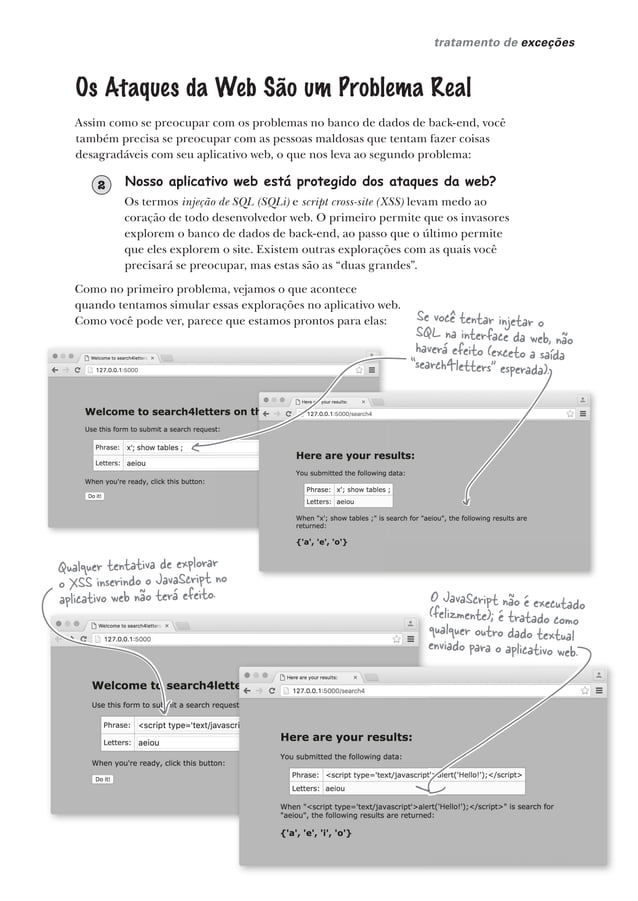 tratamento de exceções
Os Ataques da Web São um Problema Real
Assim como se preocupar com os problemas no banco de dados de back-end, você
também precisa se preocupar com as pessoas maldosas que tentam fazer coisas
desagradáveis com seu aplicativo web, o que nos leva ao segundo problema:
2 Nosso aplicativo web está protegido dos ataques da web?
Os termos injeção de SQL (SQLi) e script cross-site (XSS) levam medo ao
coração de todo desenvolvedor web. O primeiro permite que os invasores
explorem o banco de dados de back-end, ao passo que o último permite
que eles explorem o site. Existem outras explorações com as quais você
precisará se preocupar, mas estas são as “duas grandes”.
Como no primeiro problema, vejamos o que acontece
quando tentamos simular essas explorações no aplicativo web.
Como você pode ver, parece que estamos prontos para elas:
Se você tentar injetar o
SQL na interface da web, não
haverá efeito (exceto a saída
“search4letters” esperada).
Welcome to search4letters
127.0.0.1:5000
Welcome to search4letters on th
Use this form to submit a search request:
Phrase: x'; show tables ;
Letters: aeiou
When you're ready, click this button:
Do it!
Here are your results:
127.0.0.1:5000/search4
Here are your results:
You submitted the following data:
Phrase: x'; show tables ;
Letters: aeiou
When "x'; show tables ;" is search for "aeiou", the following results are
returned:
{'a', 'e', 'o'}
Qualquer tentativa de explorar
o XSS inserindo o JavaScript no
aplicativo web não terá efeito.
O JavaScript não é executado
(felizmente); é tratado como
qualquer outro dado textual
enviado para o aplicativo web.
Welcome to search4letters
127.0.0.1:5000
Welcome to search4lette
Use this form to submit a search request
Phrase: <script type='text/javascri
Letters: aeiou
When you're ready, click this button:
Do it!
Here are your results:
127.0.0.1:5000/search4
Here are your results:
You submitted the following data:
Phrase: <script type='text/javascript'>alert('Hello!');</script>
Letters: aeiou
When "<script type='text/javascript'>alert('Hello!');</script>" is search for
"aeiou", the following results are returned:
{'a', 'e', 'i', 'o'}